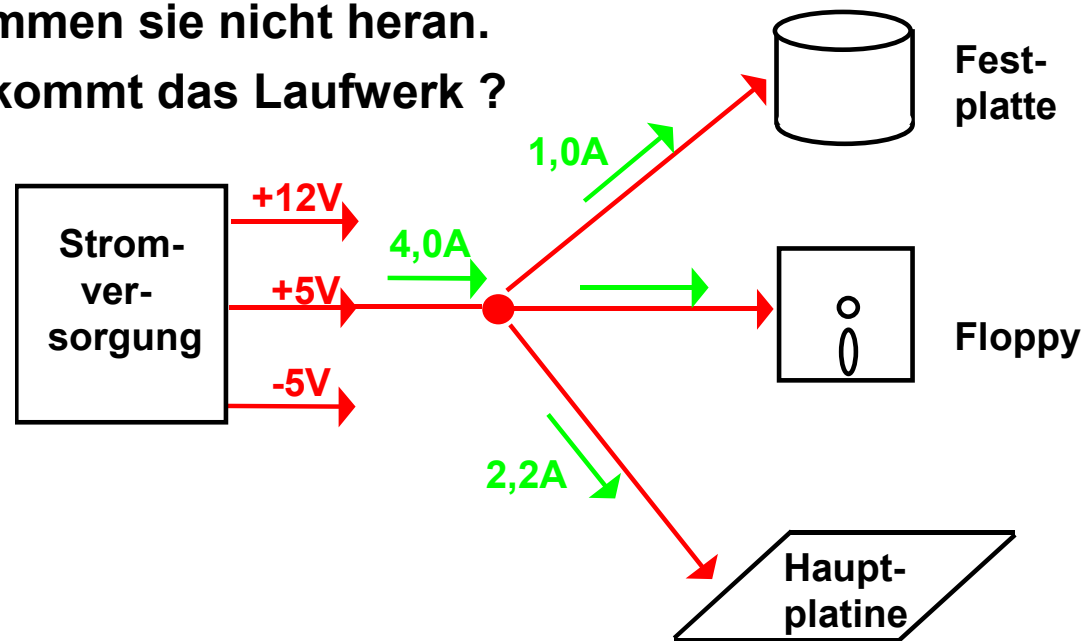 mmen sie nicht heran.
kommt das Laufwerk ?
Fest-
platte
1,0A
+12V
4,0A
Strom-
ver-
sorgung
+5V
Floppy
-5V
2,2A
Haupt-
platine